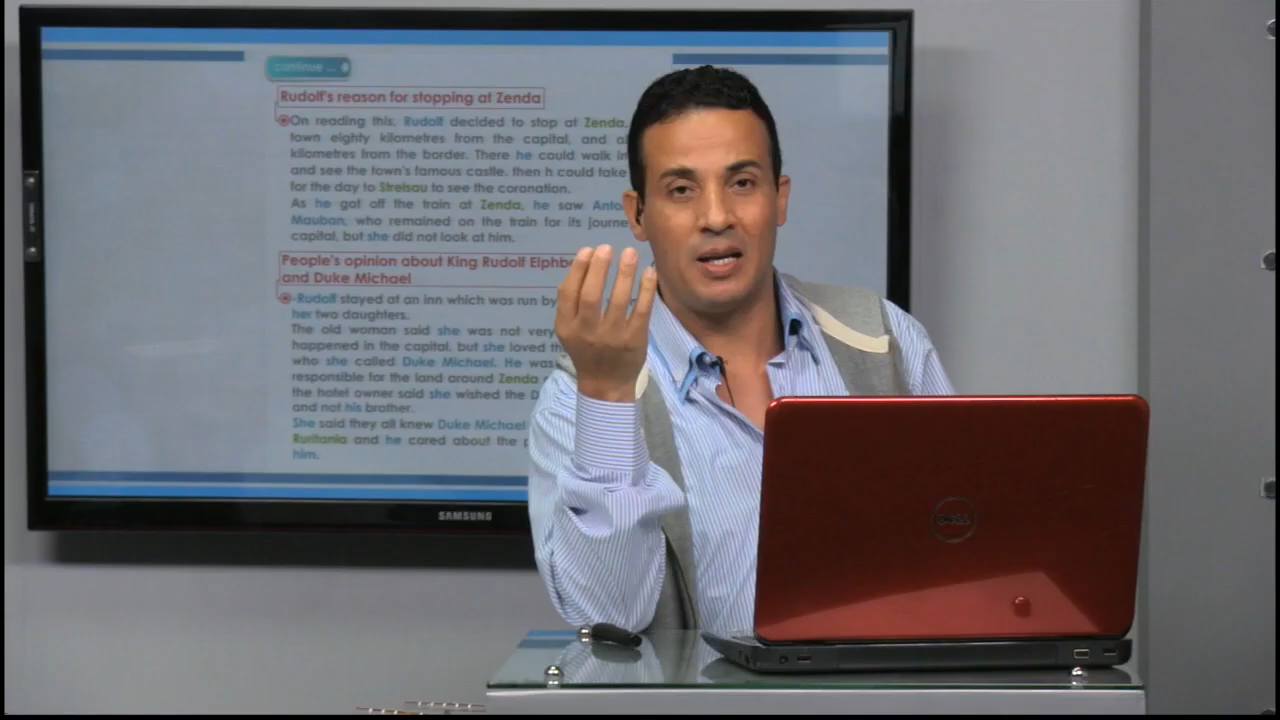 continue ...
Rudolf's reason for stopping at Zenda
On reading this, Rudolf decided to stop at Zenda,
town eighty kilometres from the capital, and
kilometres from the border. There he could walk
and see the town's famous castle. then h could take
for the day to Strelsau to see the coronation.
As he got off the train at Zenda, he saw
Mauban, who remained on the train for its
capital, but she did not look at him.
People's opinion about King Rudolf
and Duke Michael
-Rudolf stayed at an inn which was run by
her two daughters.
The old woman said she was not very
happened in the capital, but she loved
who she called Duke Michael. He was
responsible for the land around Zenda
the hotel owner said she wished the
and not his brother.
She said they all knew Duke Michael
Ruritania and he cared about the
him.
SAMSUNG
DELL